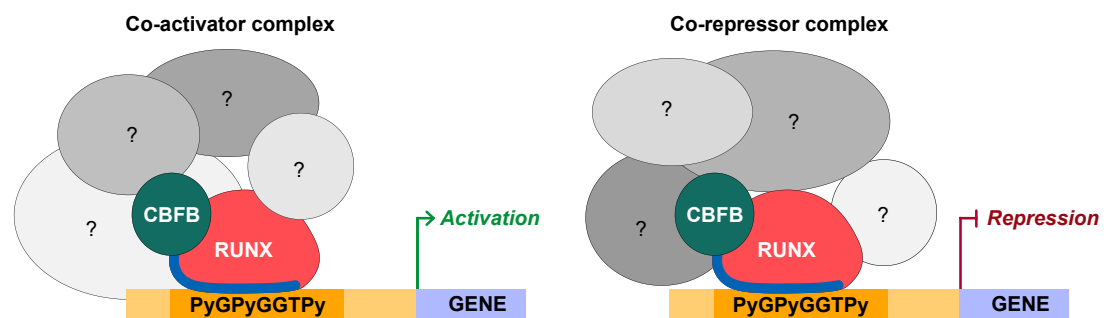 Co-activator complex
?
?
?
?
CBFB
RUNX
Activation
PyGPyGGTPy
GENE
Co-repressor complex
?
?
?
?
CBFB
RUNX
Repression
PyGPyGGTPy
GENE